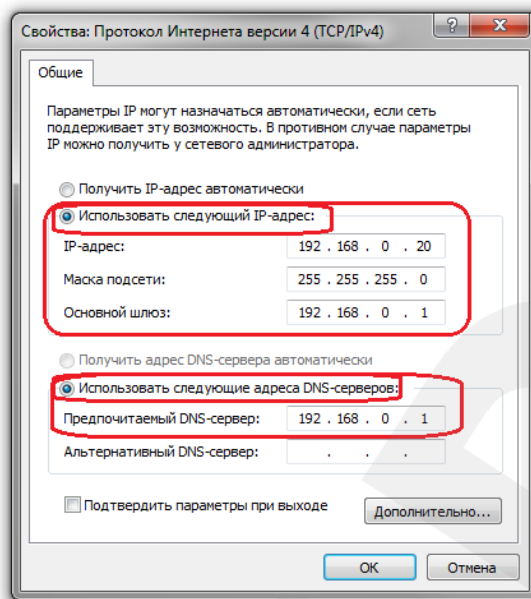 Свойства: Протокол Интернета версии 4 (TCP/IPv4)
Общие
Параметры IP могут назначаться автоматически, если сеть
поддерживает эту возможность. В противном случае параметры
IP можно получить у сетевого администратора.
Получить IP-адрес автоматически
Использовать следующий IP-адрес:
IP-адрес: 192 . 168 . 0 . 20
Маска подсети: 255 . 255 . 255 . 0
Основной шлюз: 192 . 168 . 0 . 1
Получить адрес DNS-сервера автоматически
Использовать следующие адреса DNS-серверов:
Предпочитаемый DNS-сервер: 192 . 168 . 0 . 1
Альтернативный DNS-сервер: . . .
Подтвердить параметры при выходе
Дополнительно...
OK Отмена